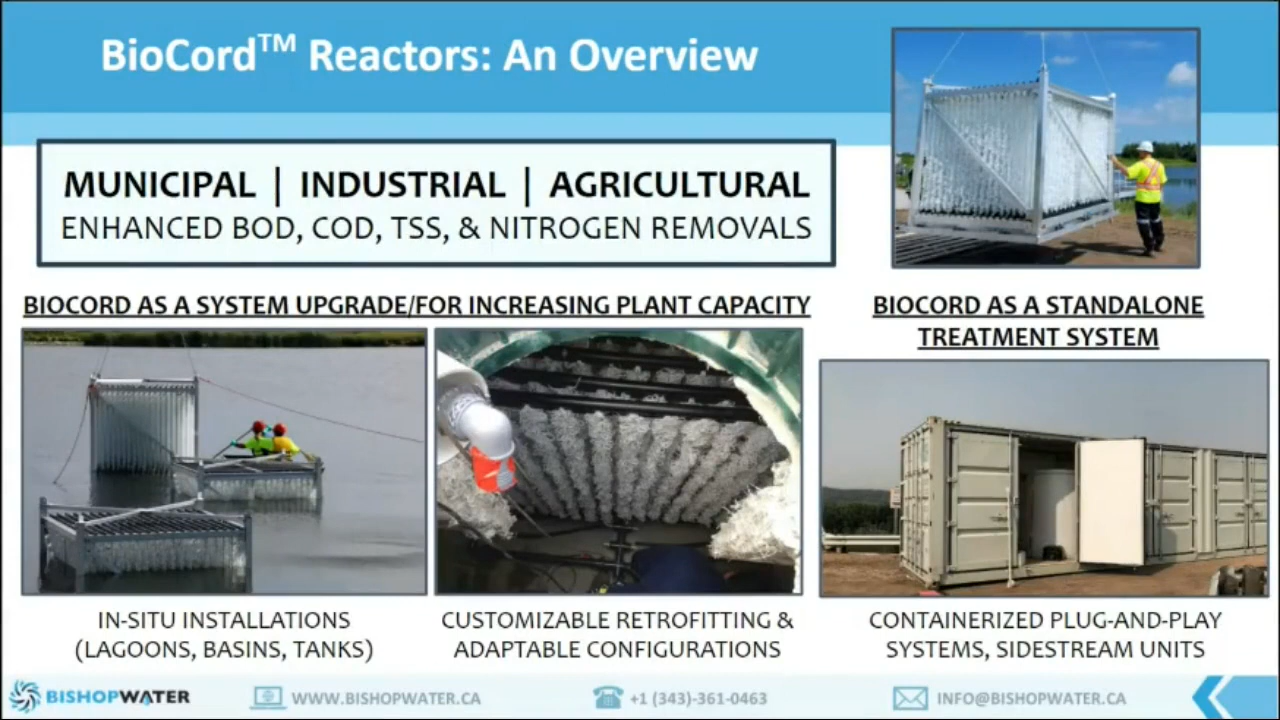 BioCord™ Reactors: An Overview
MUNICIPAL | INDUSTRIAL | AGRICULTURAL
ENHANCED BOD, COD, TSS, & NITROGEN REMOVALS
BIOCORD AS A SYSTEM UPGRADE/FOR INCREASING PLANT CAPACITY
BIOCORD AS A STANDALONE
TREATMENT SYSTEM
IN-SITU INSTALLATIONS
(LAGOONS, BASINS, TANKS)
CUSTOMIZABLE RETROFITTING &
ADAPTABLE CONFIGURATIONS
CONTAINERIZED PLUG-AND-PLAY
SYSTEMS, SIDESTREAM UNITS
BISHOPWATER
WWW.BISHOPWATER.CA
+1 (343)-361-0463
INFO@BISHOPWATER.CA